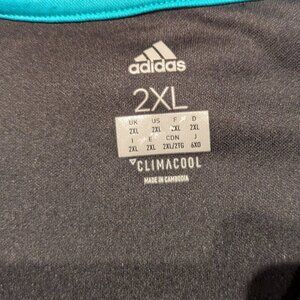 adidas
2XL
UK US F D
2XL 2XL 2XL 2XL
I E CDN J
2XL 2XL 2XL/2TG 6XO
CLIMACOOL
MADE IN CAMBODIA